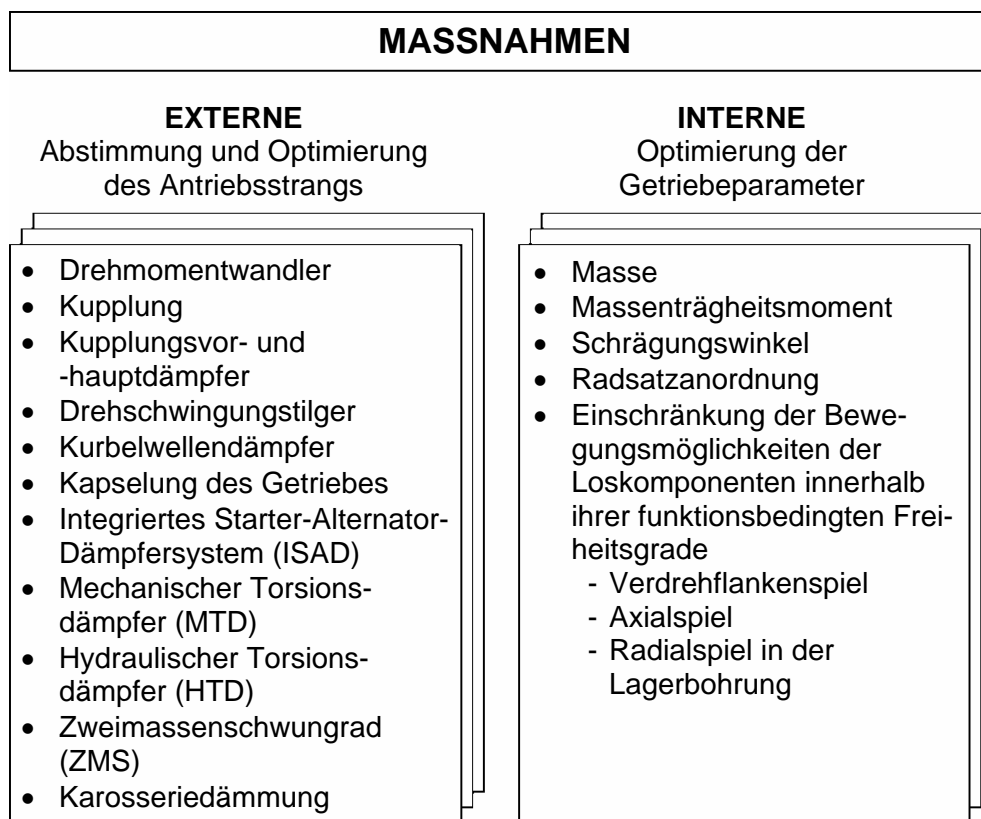 MASSNAHMEN
EXTERNE
Abstimmung und Optimierung
des Antriebsstrangs
• Drehmomentwandler
• Kupplung
• Kupplungsvor- und
-hauptdämpfer
• Drehschwingungstilger
• Kurbelwellendämpfer
• Kapselung des Getriebes
• Integriertes Starter-Alternator-
Dämpfersystem (ISAD)
• Mechanischer Torsions-
dämpfer (MTD)
• Hydraulischer Torsions-
dämpfer (HTD)
• Zweimassenschwungrad
(ZMS)
• Karosseriedämmung
INTERNE
Optimierung der
Getriebeparameter
• Masse
• Massenträgheitsmoment
• Schrägungswinkel
• Radsatzanordnung
• Einschränkung der Bewe-
gungsmöglichkeiten der
Loskomponenten innerhalb
ihrer funktionsbedingten Frei-
heitsgrade
- Verdrehflankenspiel
- Axialspiel
- Radialspiel in der
Lagerbohrung